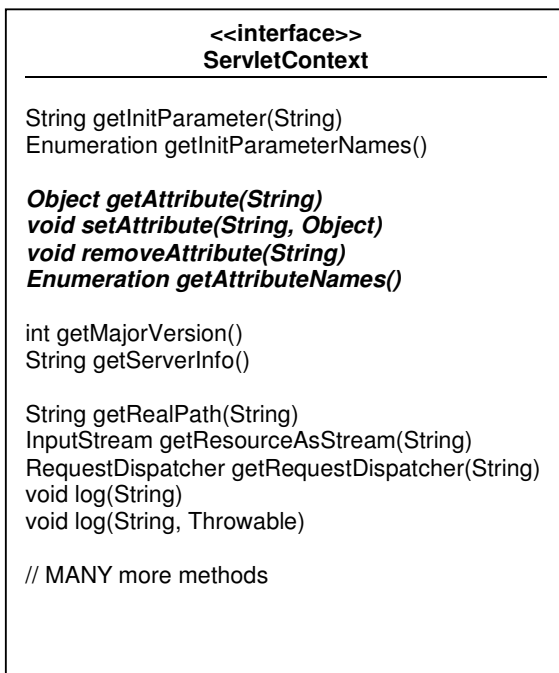 <<interface>>
ServletContext
String getInitParameter(String)
Enumeration getInitParameterNames()
Object getAttribute(String)
void setAttribute(String, Object)
void removeAttribute(String)
Enumeration getAttributeNames()
int getMajorVersion()
String getServerInfo()
String getRealPath(String)
InputStream getResourceAsStream(String)
RequestDispatcher getRequestDispatcher(String)
void log(String)
void log(String, Throwable)
// MANY more methods